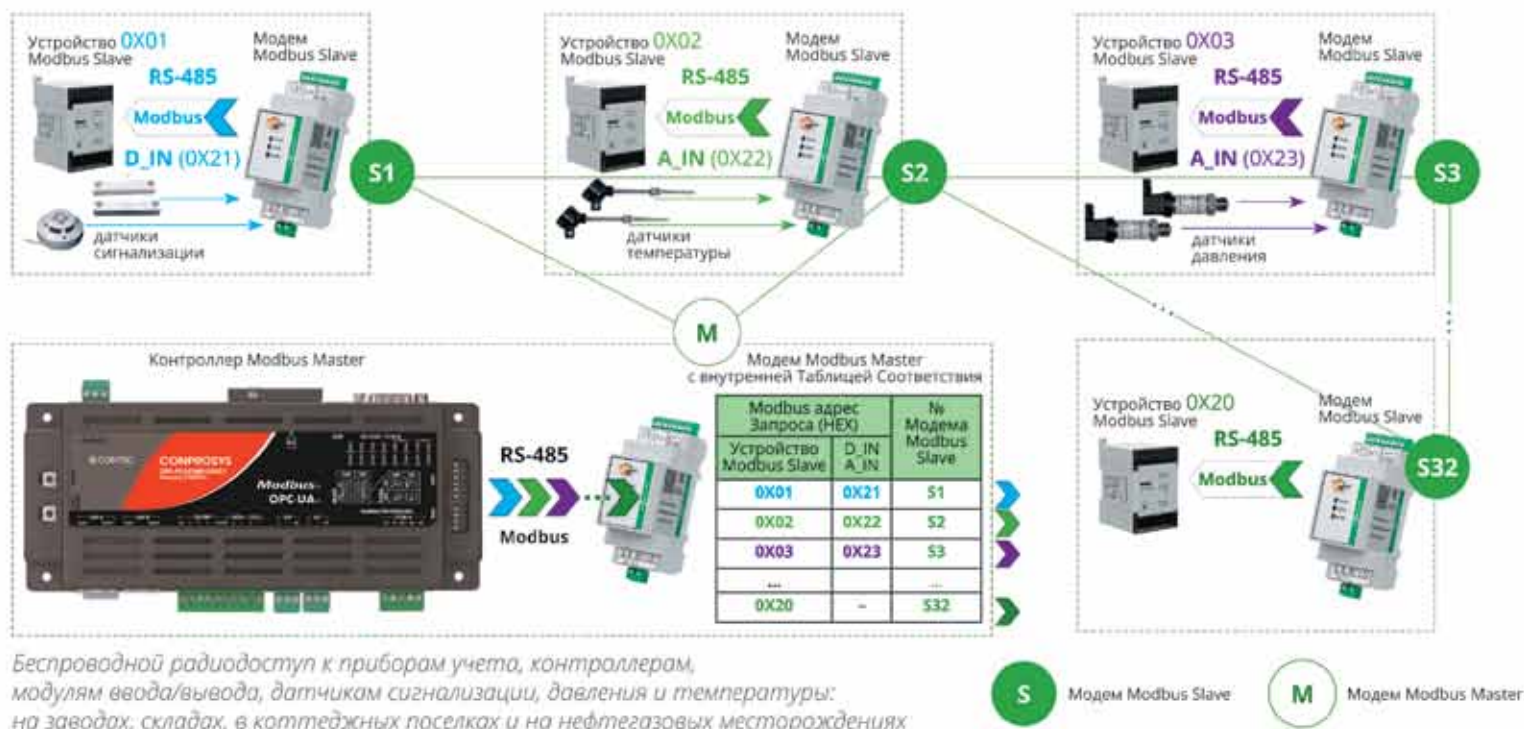 Устройство 0X01
Modbus Slave
Модем
Modbus Slave
RS-485
Modbus
D_IN (0X21)
датчики
сигнализации
S1
Устройство 0X02
Modbus Slave
Модем
Modbus Slave
RS-485
Modbus
A_IN (0X22)
датчики
температуры
S2
Устройство 0X03
Modbus Slave
Модем
Modbus Slave
RS-485
Modbus
A_IN (0X23)
датчики
давления
S3
...
...
M
Контроллер Modbus Master
CONTEC
CONPROSYS
Modbus
OPC-UA
RS-485
Modbus
Модем Modbus Master
с внутренней Таблицей Соответствия
Modbus адрес
Запроса (HEX)
№
Модема
Modbus
Slave
Устройство
Modbus Slave
D_IN
A_IN
0X01 0X21 S1
0X02 0X22 S2
0X03 0X23 S3
... ...
0X20 – S32
Устройство 0X20
Modbus Slave
Модем
Modbus Slave
RS-485
Modbus
S32
Беспроводной радиодоступ к приборам учета, контроллерам,
модулям ввода/вывода, датчикам сигнализации, давления и температуры:
на заводах, складах, в коттеджных поселках и на нефтегазовых месторождениях
S Модем Modbus Slave
M Модем Modbus Master